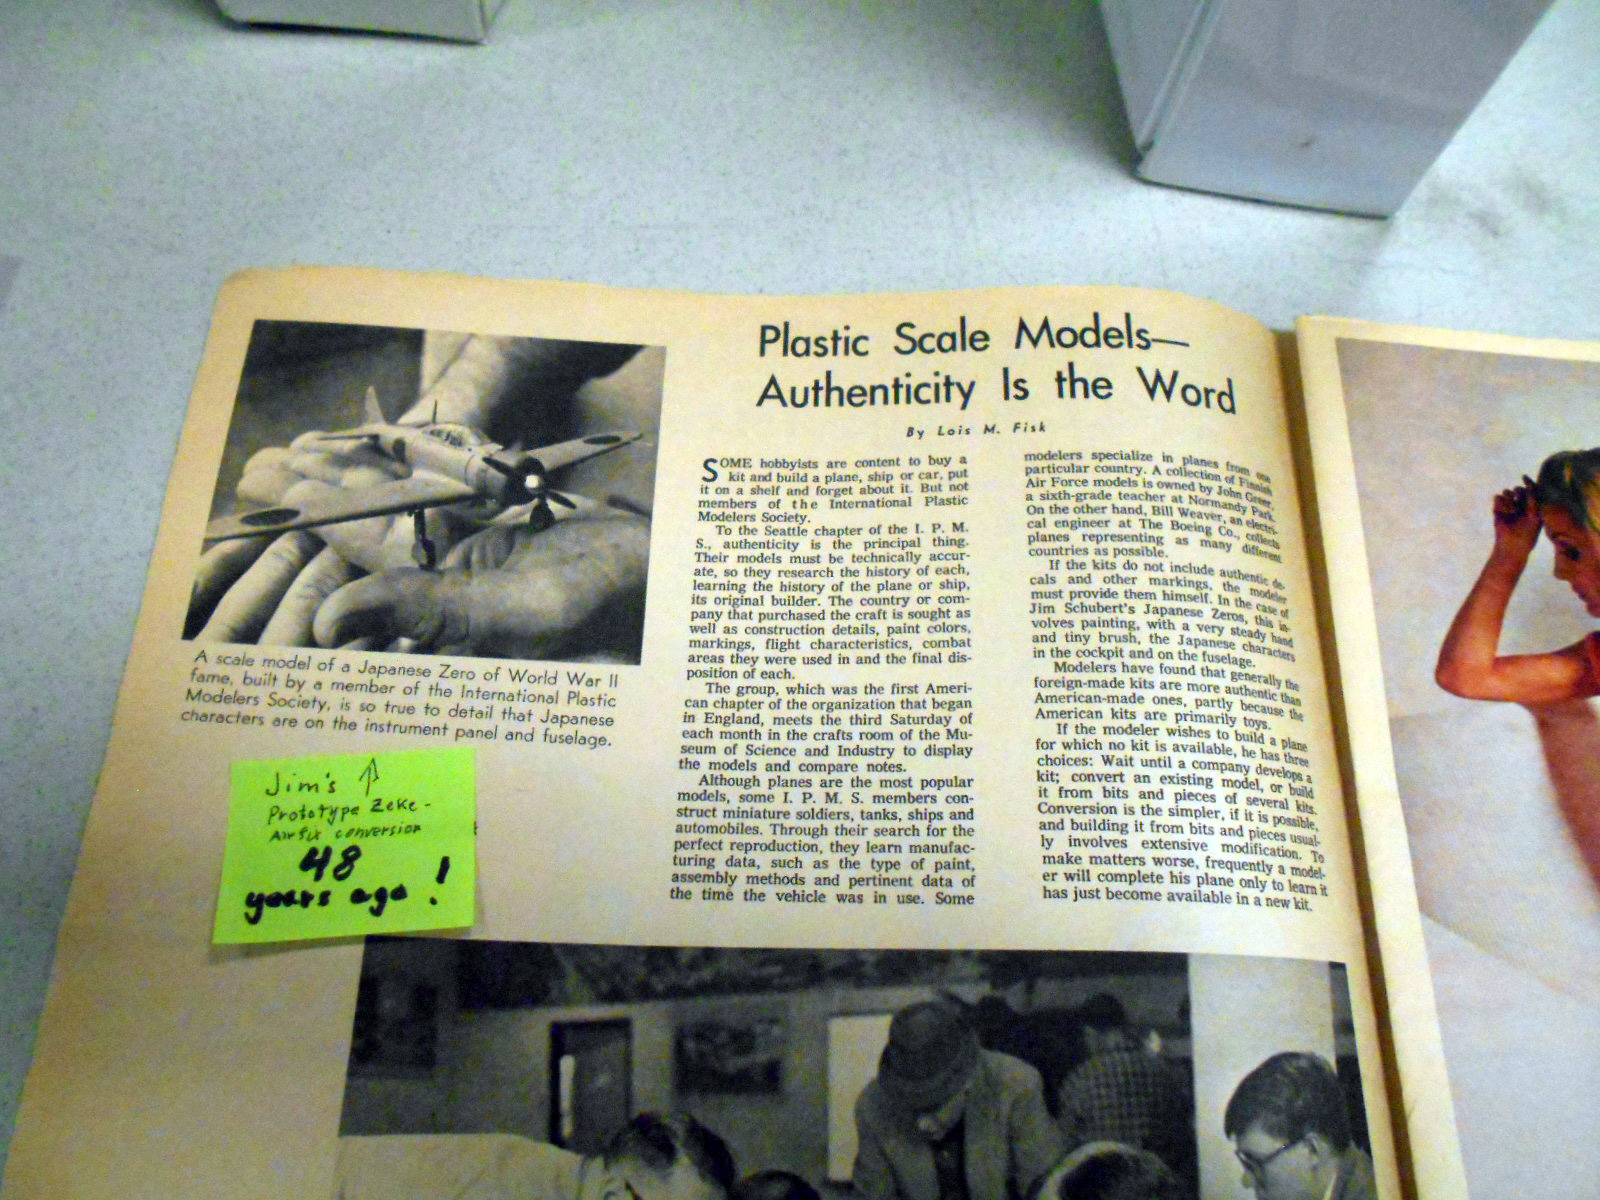 Plastic Scale Models—
Authenticity Is the Word
By Lois M. Fisk
SOME hobbyists are content to buy a
kit and build a plane, ship or car, put
it on a shelf and forget about it. But not
members of the International Plastic
Modelers Society.
To the Seattle chapter of the I. P. M.
S., authenticity is the principal thing.
Their models must be technically accur-
ate, so they research the history of each,
learning the history of the plane or ship,
its original builder. The country or com-
pany that purchased the craft is sought as
well as construction details, paint colors,
markings, flight characteristics, combat
areas they were used in and the final dis-
position of each.
The group, which was the first Ameri-
can chapter of the organization that began
in England, meets the third Saturday of
each month in the crafts room of the Mu-
seum of Science and Industry to display
the models and compare notes.
Although planes are the most popular
models, some I. P. M. S. members con-
struct miniature soldiers, tanks, ships and
automobiles. Through their search for the
perfect reproduction, they learn manufac-
turing data, such as the type of paint,
assembly methods and pertinent data of
the time the vehicle was in use. Some
modelers specialize in planes from one
particular country. A collection of Finnish
Air Force models is owned by John Greer,
a sixth-grade teacher at Normandy Park.
On the other hand, Bill Weaver, an electri-
cal engineer at The Boeing Co., collects
planes representing as many different
countries as possible.
If the kits do not include authentic de-
cals and other markings, the modeler
must provide them himself. In the case of
Jim Schubert's Japanese Zeros, this in-
volves painting, with a very steady hand
and tiny brush, the Japanese characters
in the cockpit and on the fuselage.
Modelers have found that generally the
foreign-made kits are more authentic than
American-made ones, partly because the
American kits are primarily toys.
If the modeler wishes to build a plane
for which no kit is available, he has three
choices: Wait until a company develops a
kit; convert an existing model, or build
it from bits and pieces of several kits.
Conversion is the simpler, if it is possible,
and building it from bits and pieces usual-
ly involves extensive modification. To
make matters worse, frequently a model-
er will complete his plane only to learn it
has just become available in a new kit.
A scale model of a Japanese Zero of World War II
fame, built by a member of the International Plastic
Modelers Society, is so true to detail that Japanese
characters are on the instrument panel and fuselage.
Jim's ↑
Prototype Zeke -
Airfix conversion
48
years ago!